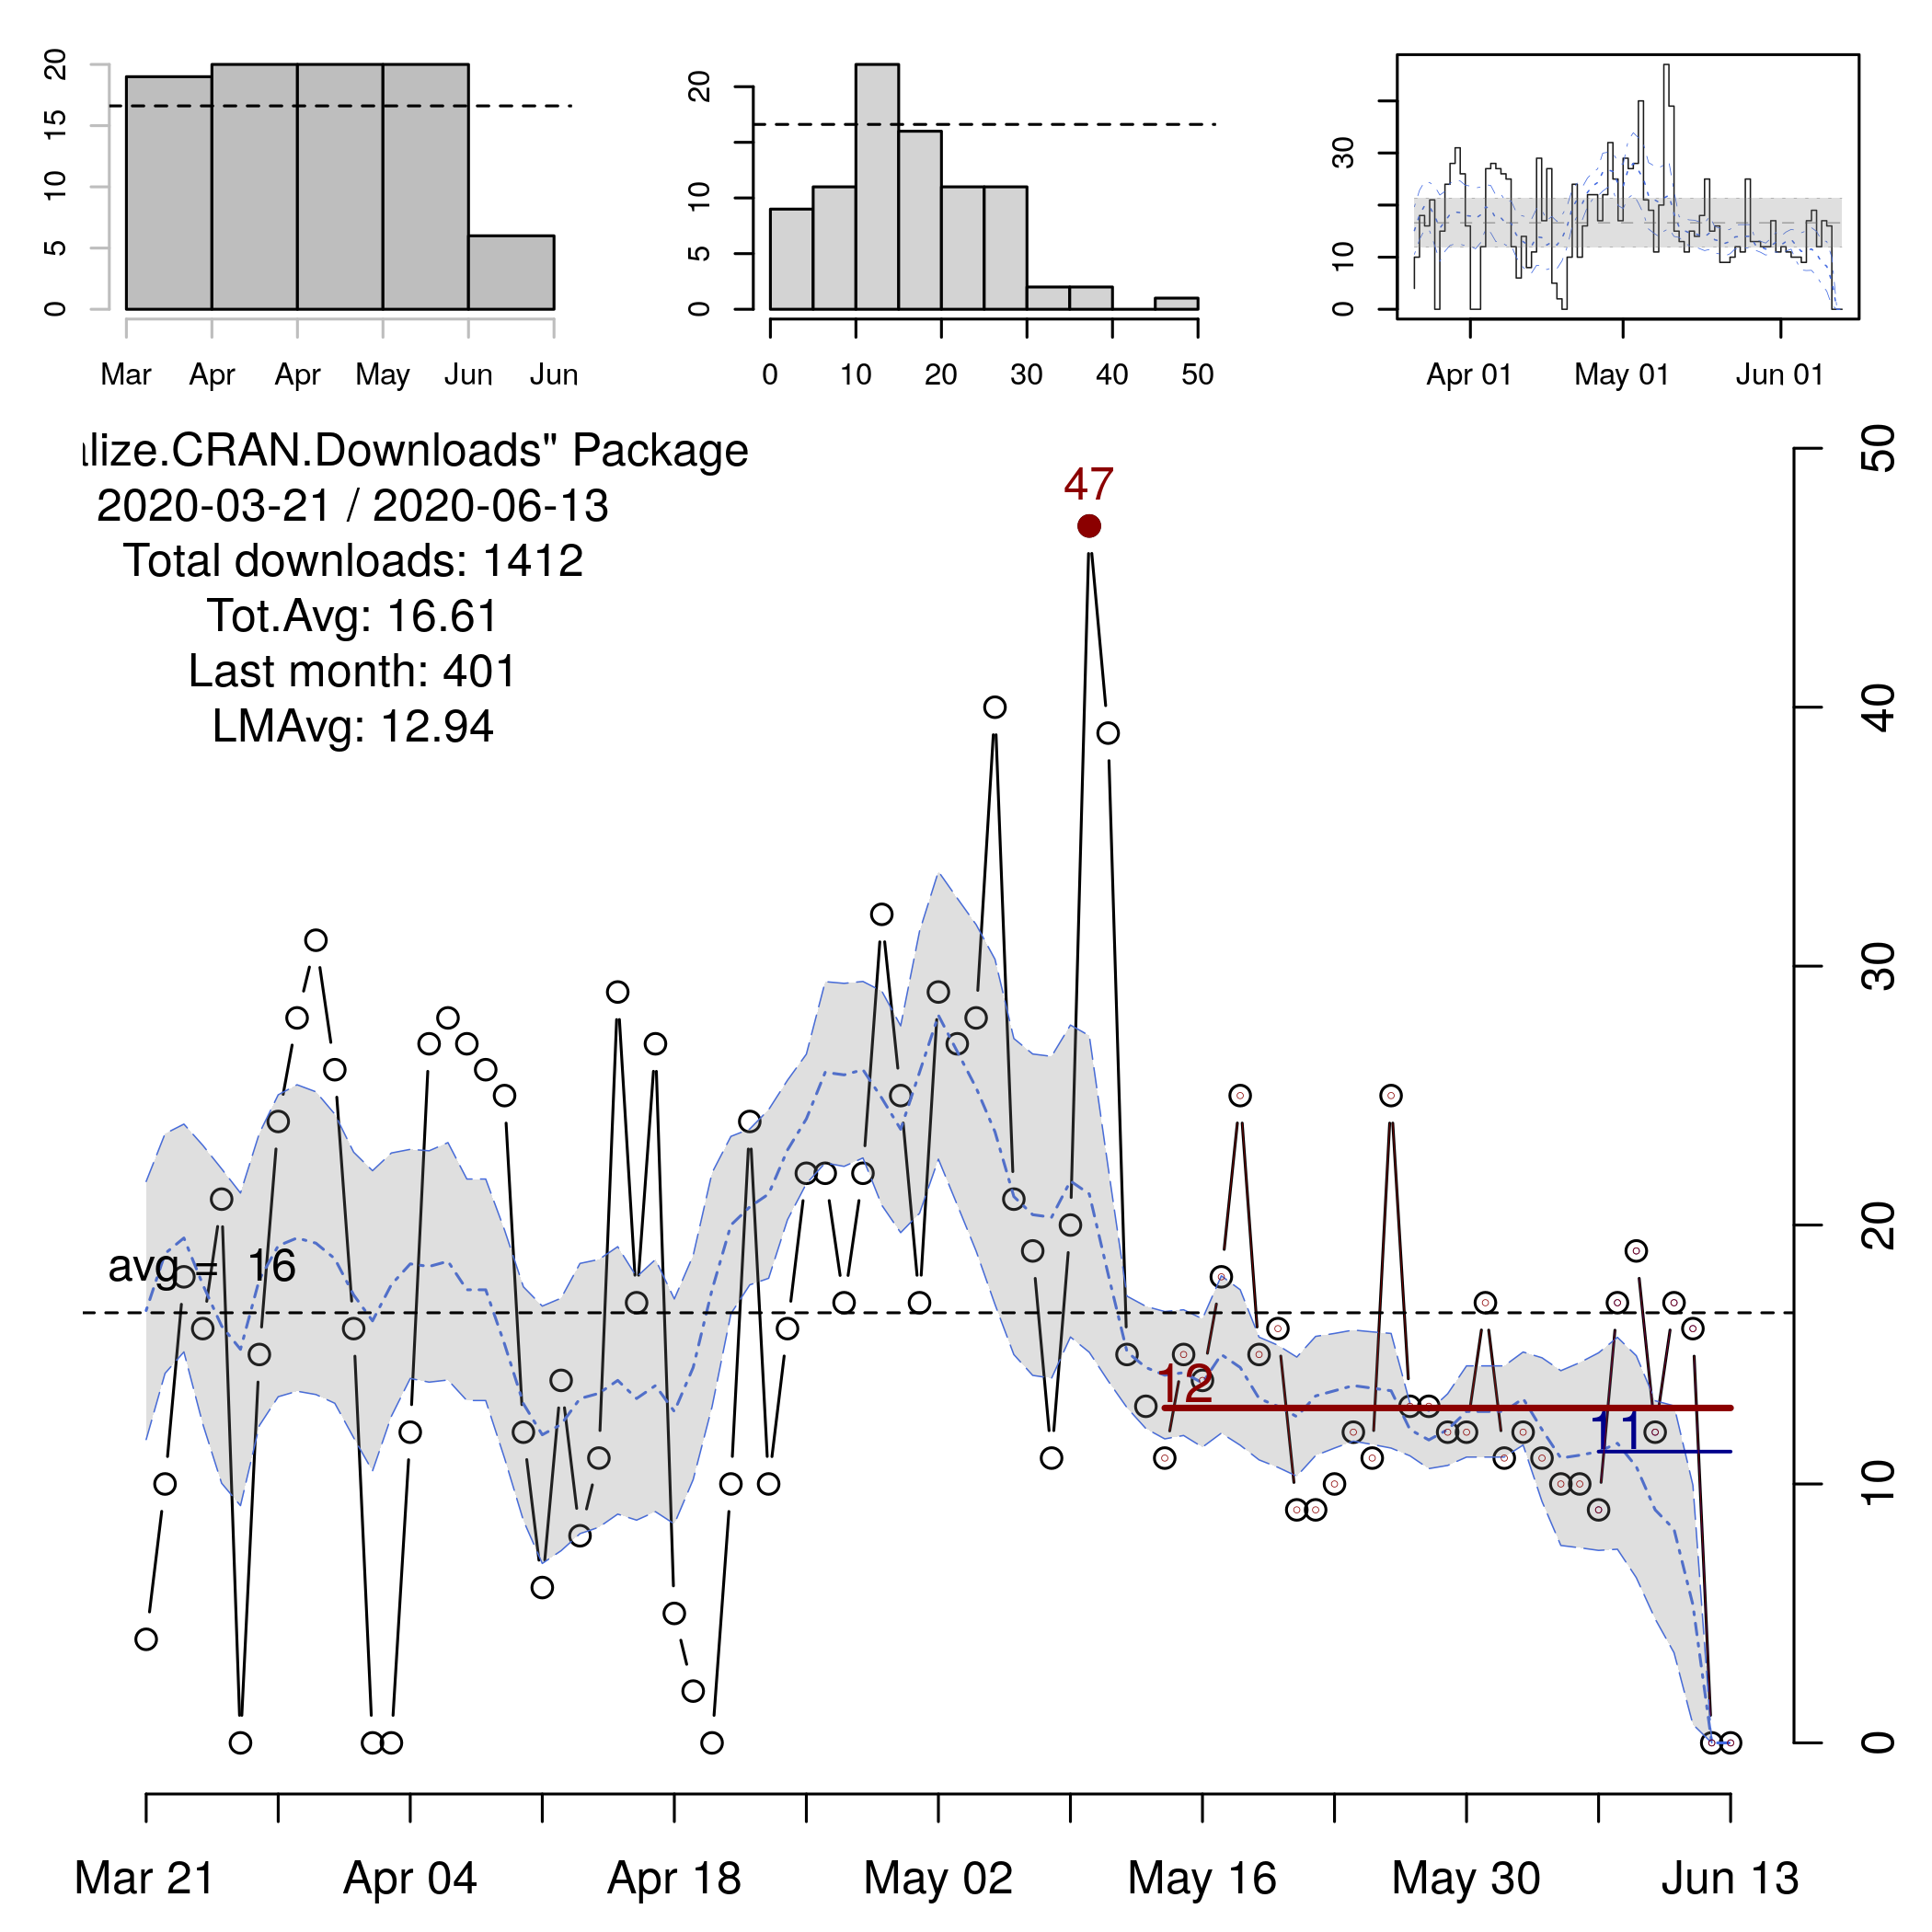 20
15
10
5
0
Mar Apr Apr May Jun Jun
20
10
5
0
0 10 20 30 40 50
30
10
0
Apr 01 May 01 Jun 01
lize.CRAN.Downloads" Package
2020-03-21 / 2020-06-13
Total downloads: 1412
Tot.Avg: 16.61
Last month: 401
LMAvg: 12.94
47
avg = 16
12
11
50
40
30
20
10
0
Mar 21 Apr 04 Apr 18 May 02 May 16 May 30 Jun 13